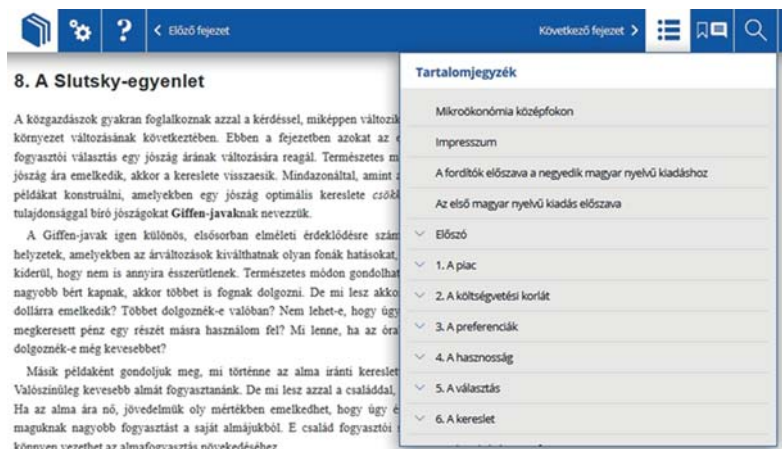 ?
Előző fejezet
Következő fejezet
8. A Slutsky-egyenlet
A közgazdászok gyakran foglalkoznak azzal a kérdéssel, miképpen változik
környezet változásának következtében. Ebben a fejezetben azokat az
fogyasztói választás egy jószág árának változására reagál. Természetes
jószág ára emelkedik, akkor a kereslete visszaesik. Mindazonáltal, amint
példákat konstruálni, amelyekben egy jószág optimális kereslete
tulajdonsággal bíró jószágokat Giffen-javaknak nevezzük.
A Giffen-javak igen különös, elsősorban elméleti érdeklődésre
helyzetek, amelyekben az árváltozások kiválthatnak olyan fonák hatásokat,
kiderül, hogy nem is annyira ésszerűtlenek. Természetes módon
nagyobb bért kapnak, akkor többet is fognak dolgozni. De mi lesz
dollárra emelkedik? Többet dolgoznék-e valóban? Nem lehet-e, hogy
megkeresett pénz egy részét másra használom fel? Mi lenne, ha az
dolgoznék-e még kevesebbet?
Másik példaként gondoljuk meg, mi történne az alma iránti
Valószínűleg kevesebb almát fogyasztanánk. De mi lesz azzal a családdal,
Ha az alma ára nő, jövedelmük oly mértékben emelkedhet, hogy úgy
maguknak nagyobb fogyasztást a saját almájukból. E család fogyasztói
könnyen vezethet az almafogyasztás növekedéséhez
Tartalomjegyzék
Mikroökonómia középfokon
Impresszum
A fordítók előszava a negyedik magyar nyelvű kiadáshoz
Az első magyar nyelvű kiadás előszava
Előszó
1. A piac
2. A költségvetési korlát
3. A preferenciák
4. A hasznosság
5. A választás
6. A kereslet